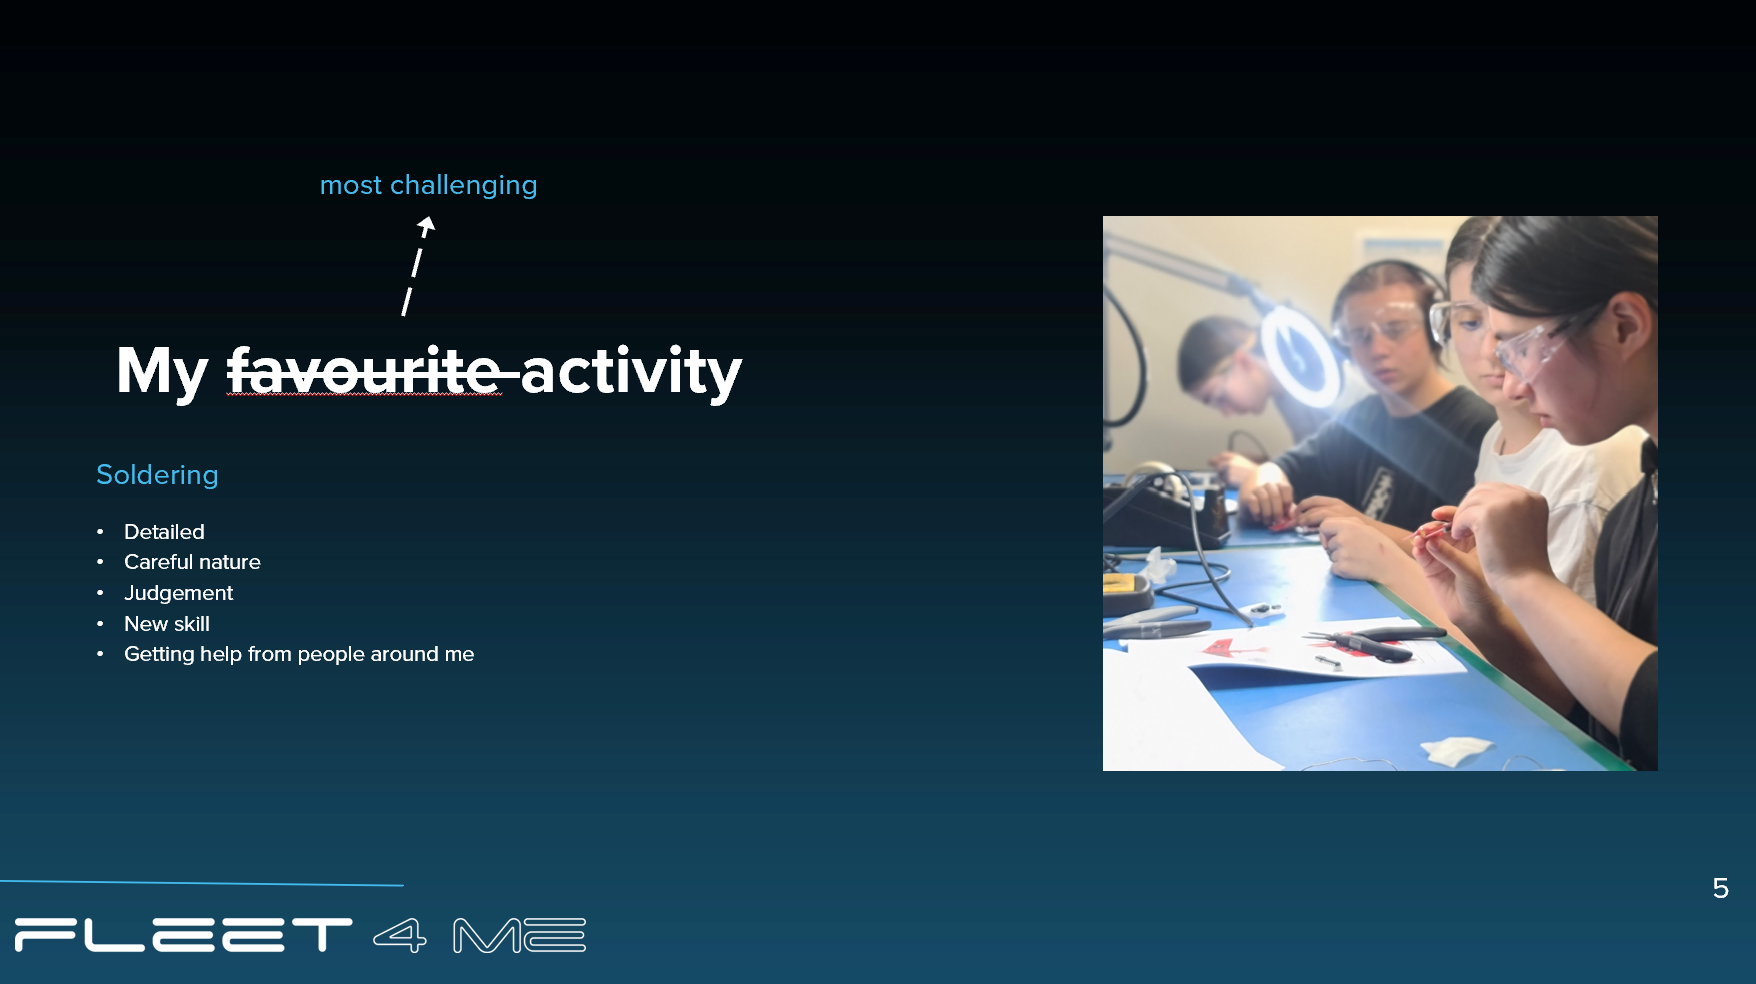 most challenging
My favourite activity
Soldering
• Detailed
• Careful nature
• Judgement
• New skill
• Getting help from people around me
5
FLEET 4 ME